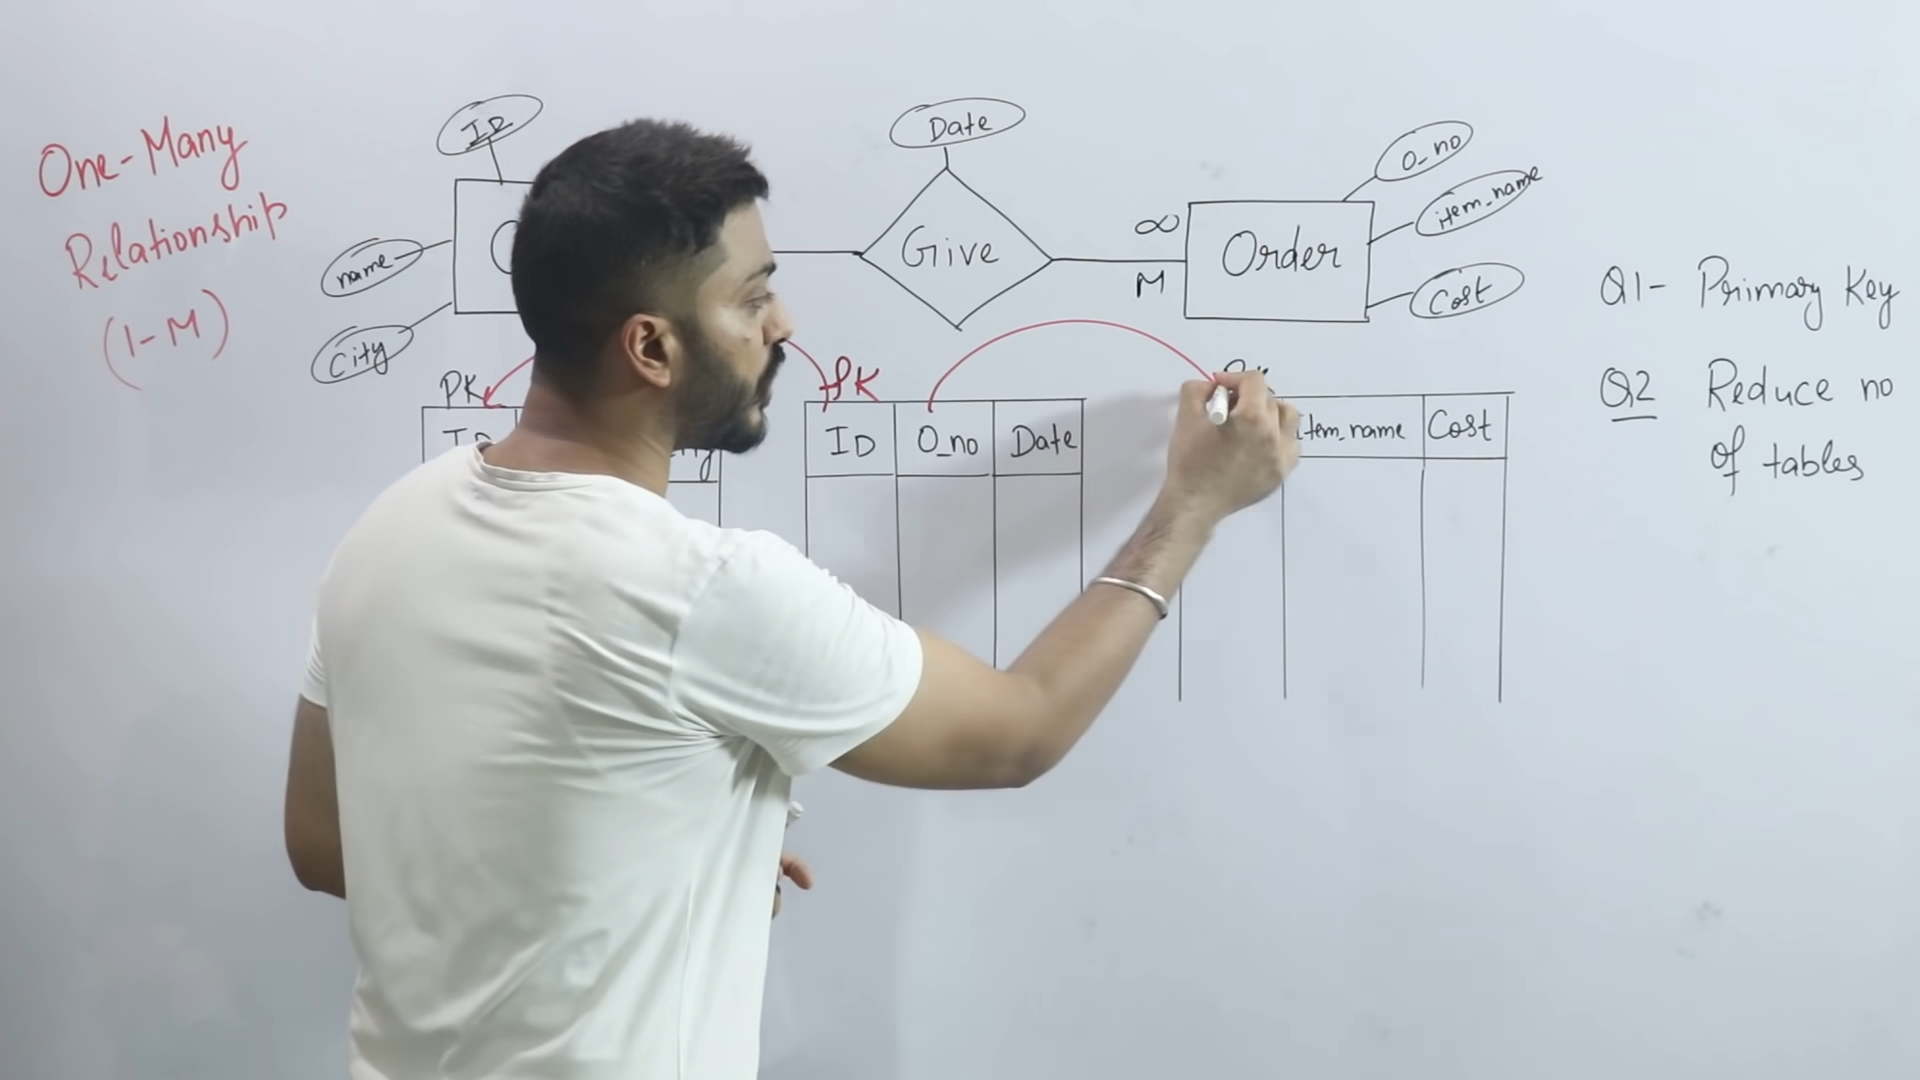 One-Many
Relationship
(1-M)
ID
name
City
Date
Give
∞
M
Order
O_no
item_name
Cost
PK
fK
ID O_no Date
item_name Cost
Q1- Primary Key
Q2 Reduce no
of tables